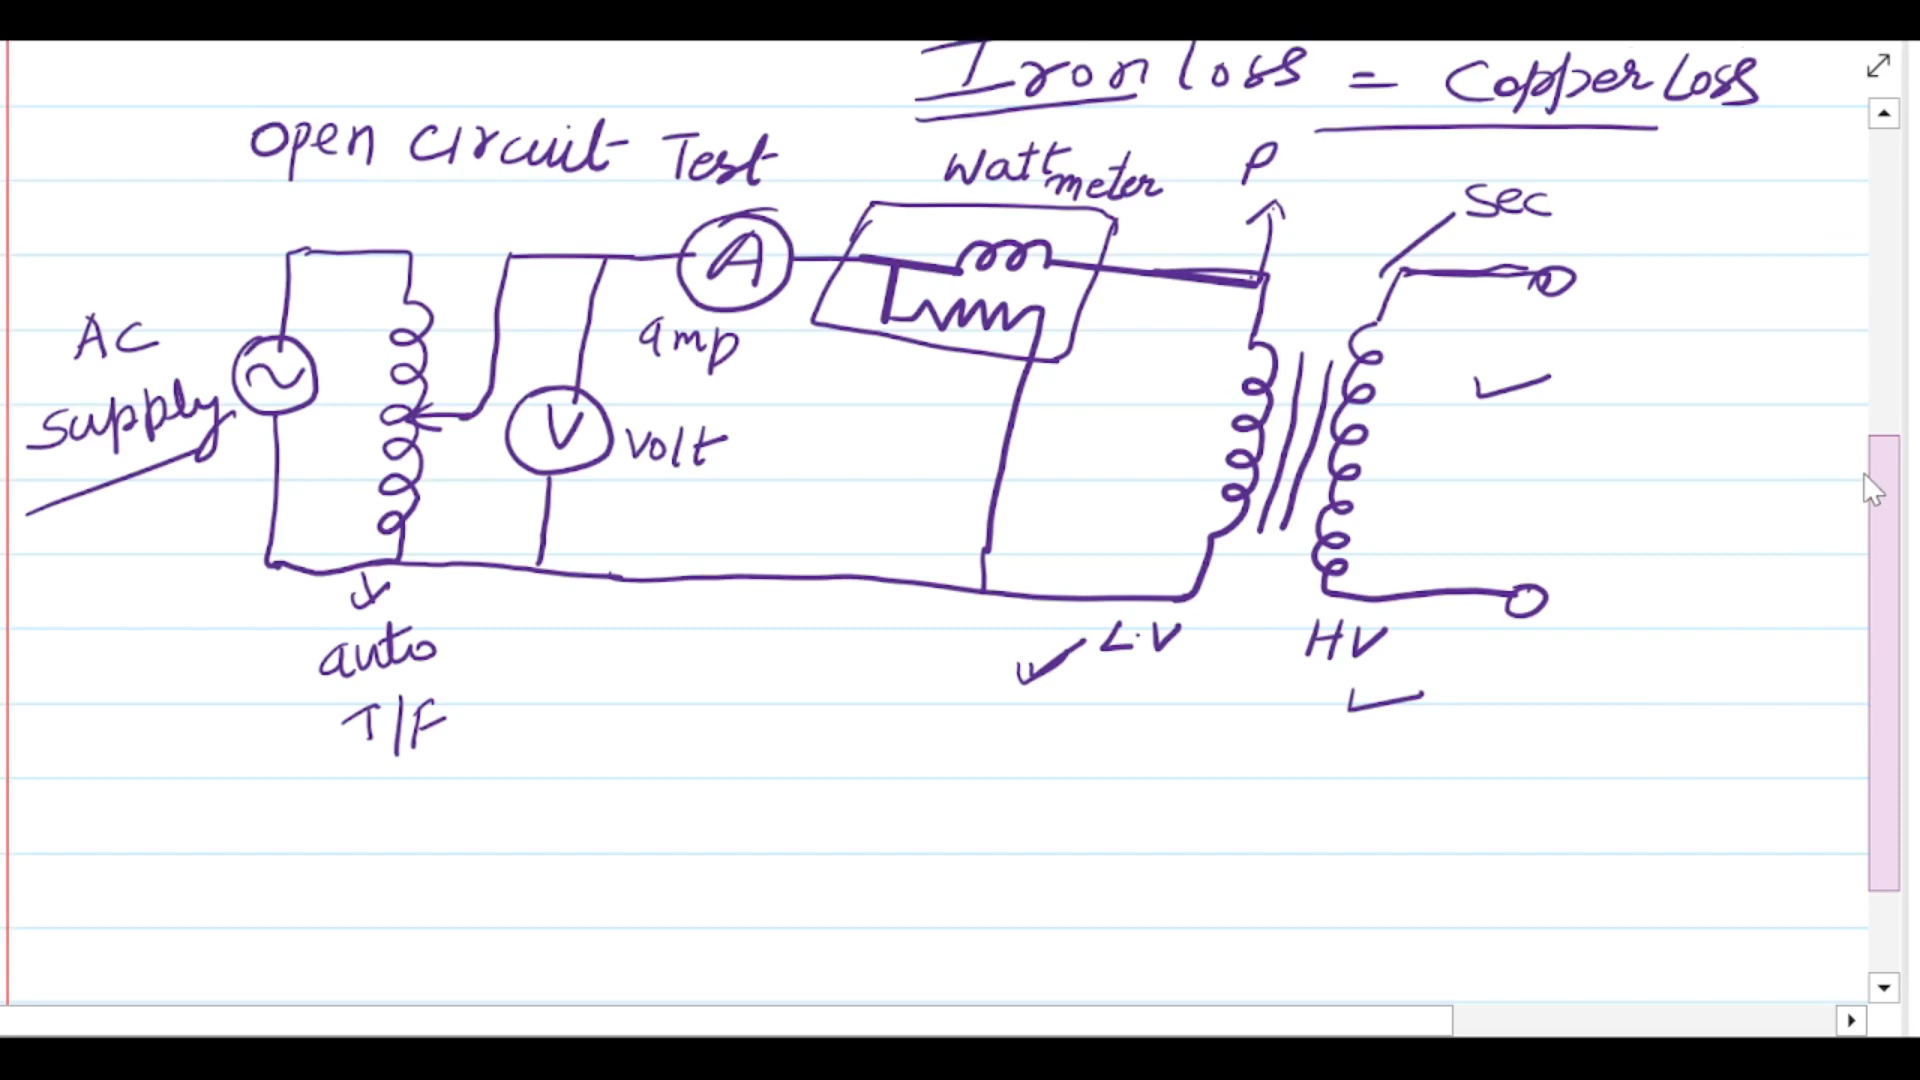 Iron loss = Copper Loss
Open Circuit Test
Wattmeter
P
Sec
A
amp
AC
supply
V
Volt
L.V
HV
auto
T/F